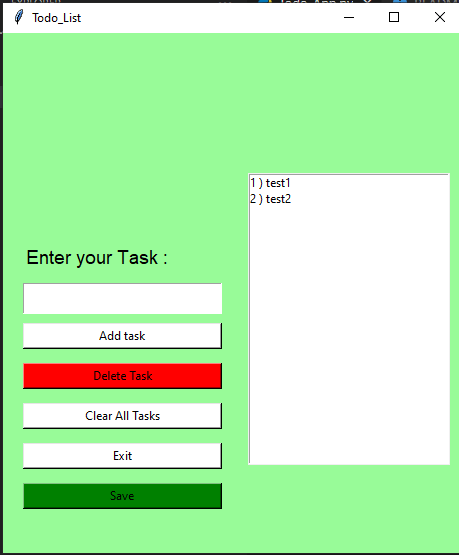 Todo_List
1 ) test1
2 ) test2
Enter your Task :
Add task
Delete Task
Clear All Tasks
Exit
Save